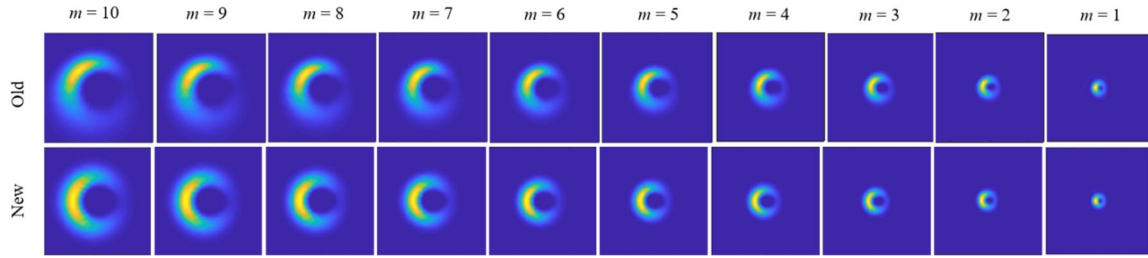 m = 10 m = 9 m = 8 m = 7 m = 6 m = 5 m = 4 m = 3 m = 2 m = 1
Old
New